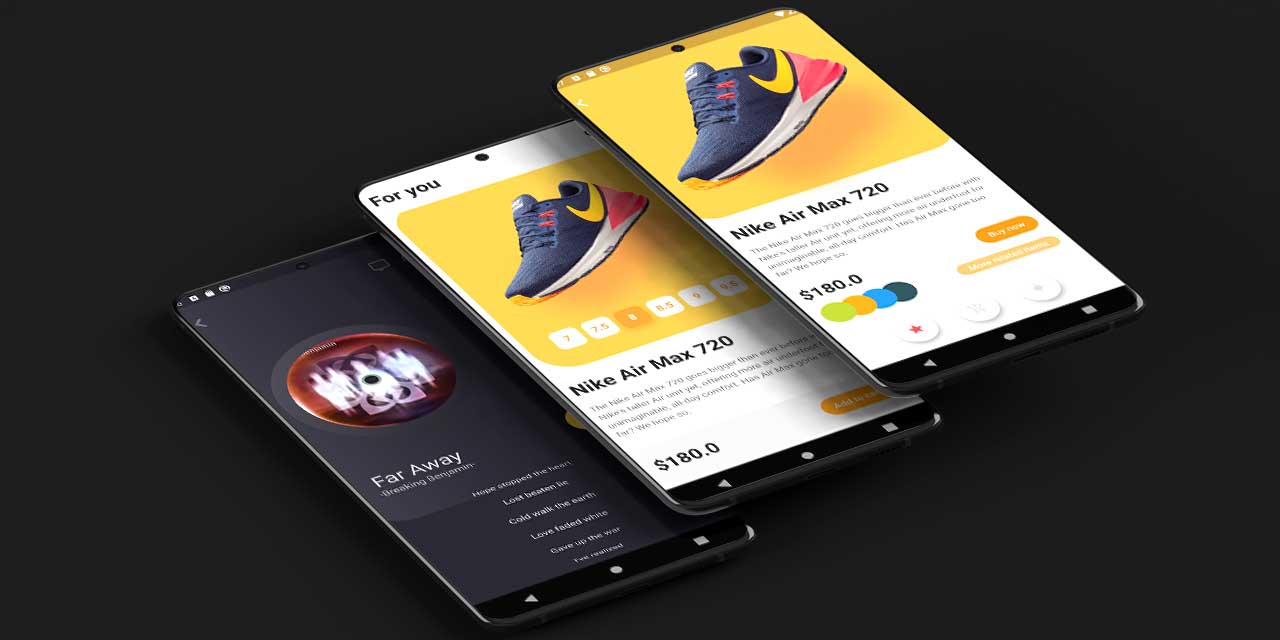 Far Away
-Breaking Benjamin-
Hope stopped the heart
Lost beaten lie
Cold walk the earth
Love faded white
Gave up the war
I've realized
For you
7
7.5
8
8.5
9
9.5
Nike Air Max 720
The Nike Air Max 720 goes bigger than ever before
Nike's taller Air unit yet, offering more air underfoot
unimaginable, all-day comfort. Has Air Max gone
far? We hope so.
$180.0
Add to
Nike Air Max 720
The Nike Air Max 720 goes bigger than ever before with
Nike's taller Air unit yet, offering more air underfoot for
unimaginable, all-day comfort. Has Air Max gone too
far? We hope so.
$180.0
Buy now
More related items